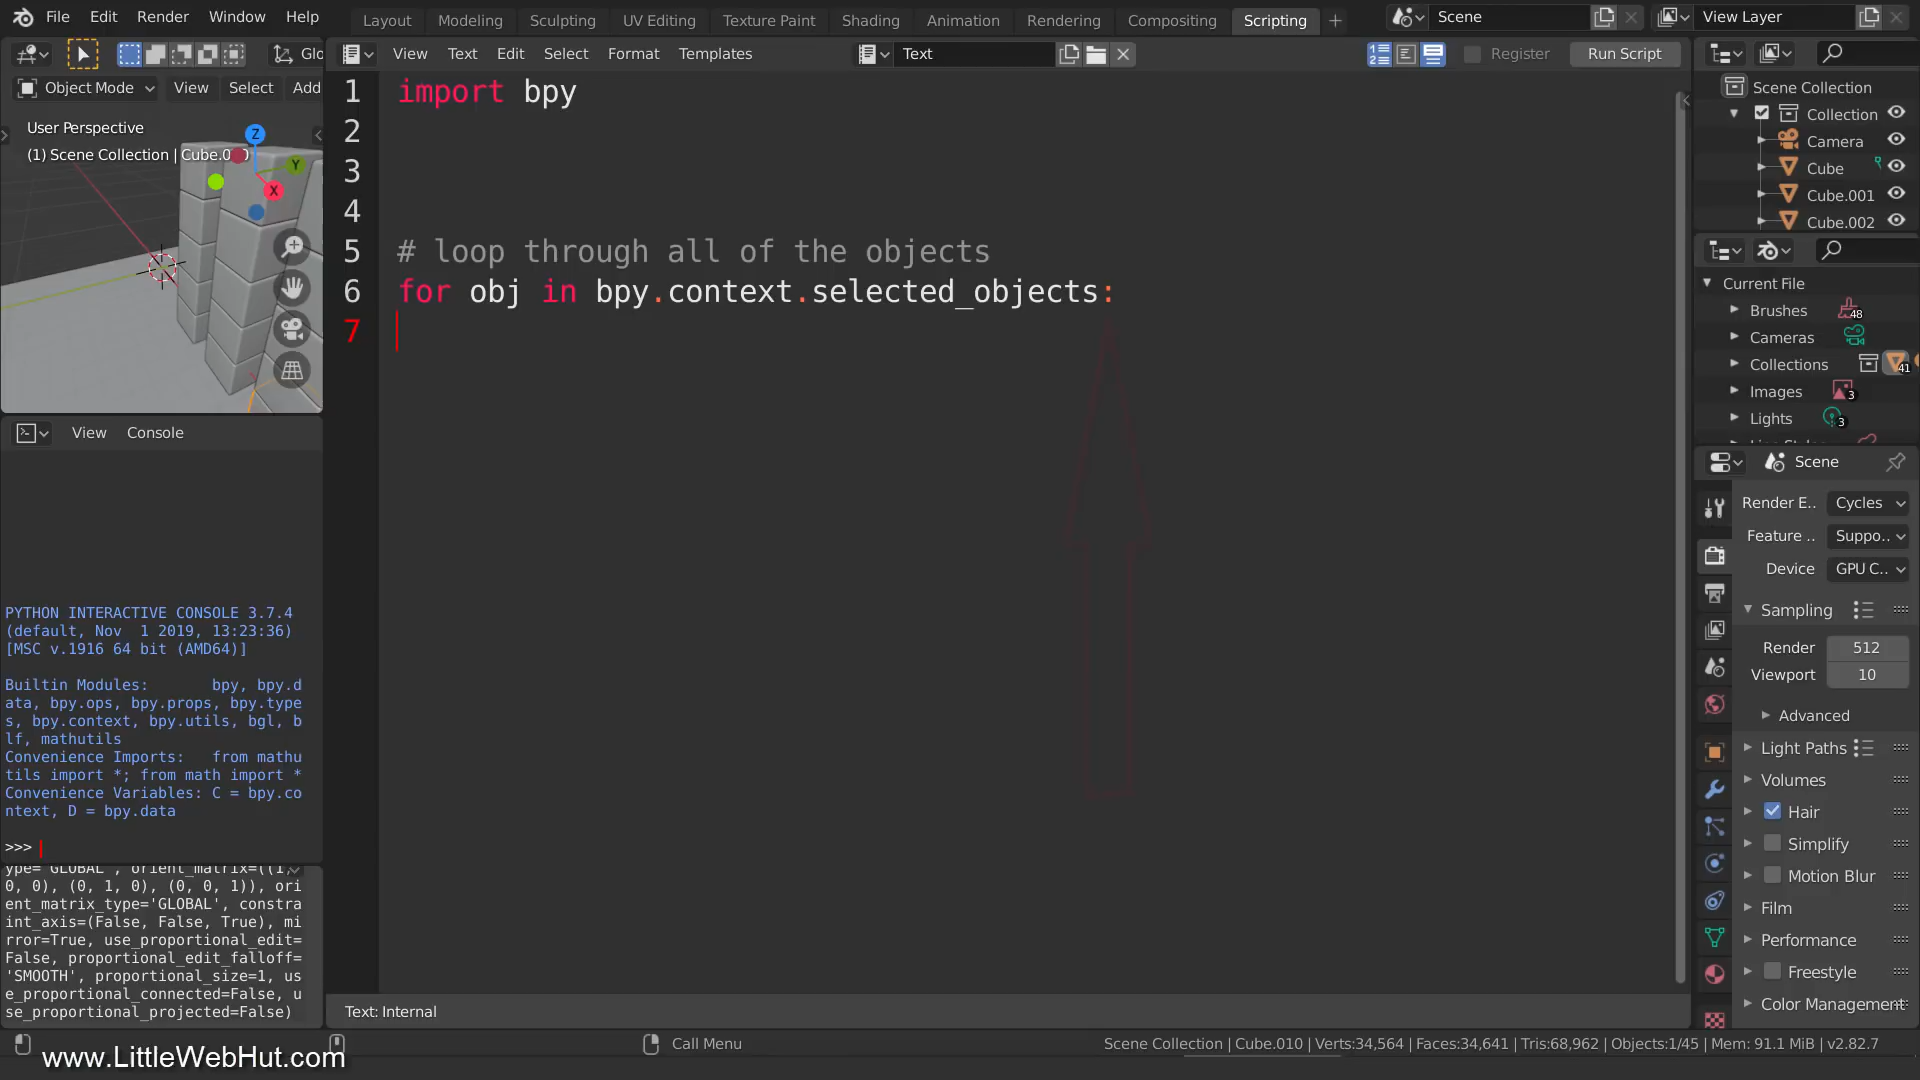 File Edit Render Window Help Layout Modeling Sculpting UV Editing Texture Paint Shading Animation Rendering Compositing Scripting + Scene View Layer
View Text Edit Select Format Templates Text Register Run Script
Object Mode View Select Add
User Perspective
(1) Scene Collection | Cube.0
Z
Y
X
1 import bpy
2
3
4
5 # loop through all of the objects
6 for obj in bpy.context.selected_objects:
7
View Console
PYTHON INTERACTIVE CONSOLE 3.7.4
(default, Nov 1 2019, 13:23:36)
[MSC v.1916 64 bit (AMD64)]
Builtin Modules: bpy, bpy.d
ata, bpy.ops, bpy.props, bpy.type
s, bpy.context, bpy.utils, bgl, b
lf, mathutils
Convenience Imports: from mathu
tils import *; from math import *
Convenience Variables: C = bpy.co
ntext, D = bpy.data
>>>
ype='GLOBAL', orient_matrix=((1,
0, 0), (0, 1, 0), (0, 0, 1)), ori
ent_matrix_type='GLOBAL', constra
int_axis=(False, False, True), mi
rror=True, use_proportional_edit=
False, proportional_edit_falloff=
'SMOOTH', proportional_size=1, us
e_proportional_connected=False, u
se_proportional_projected=False)
Text: Internal
Scene Collection
Collection
Camera
Cube
Cube.001
Cube.002
Current File
Brushes 48
Cameras
Collections 41
Images 3
Lights 3
Scene
Render E.. Cycles
Feature .. Suppo..
Device GPU C..
Sampling
Render 512
Viewport 10
Advanced
Light Paths
Volumes
Hair
Simplify
Motion Blur
Film
Performance
Freestyle
Color Management
Call Menu
Scene Collection | Cube.010 | Verts:34,564 | Faces:34,641 | Tris:68,962 | Objects:1/45 | Mem: 91.1 MiB | v2.82.7
www.LittleWebHut.com